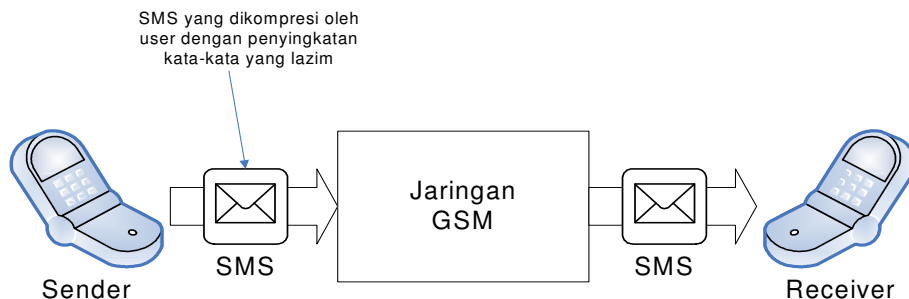 SMS yang dikompresi oleh
user dengan penyingkatan
kata-kata yang lazim
Jaringan
GSM
SMS
SMS
Sender
Receiver